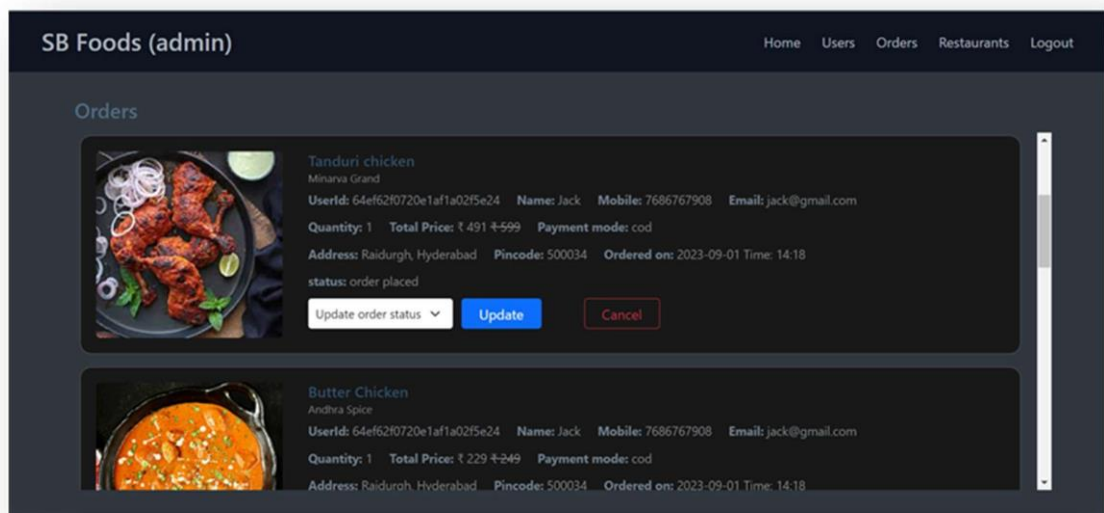 SB Foods (admin)
Home Users Orders Restaurants Logout
Orders
Tanduri chicken
Minarva Grand
UserId: 64ef62f0720e1af1a02f5e24 Name: Jack Mobile: 7686767908 Email: jack@gmail.com
Quantity: 1 Total Price: ₹ 491 ₹ 599 Payment mode: cod
Address: Raidurgh, Hyderabad Pincode: 500034 Ordered on: 2023-09-01 Time: 14:18
status: order placed
Update order status Update Cancel
Butter Chicken
Andhra Spice
UserId: 64ef62f0720e1af1a02f5e24 Name: Jack Mobile: 7686767908 Email: jack@gmail.com
Quantity: 1 Total Price: ₹ 229 ₹ 249 Payment mode: cod
Address: Raidurgh, Hyderabad Pincode: 500034 Ordered on: 2023-09-01 Time: 14:18